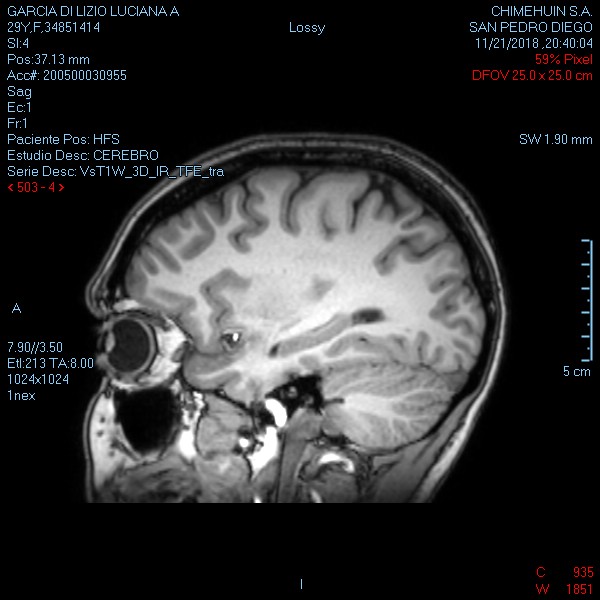 GARCIA DI LIZIO LUCIANA A
29Y,F,34851414
Sl:4
Pos:37.13 mm
Acc#: 200500030955
Sag
Ec:1
Fr:1
Paciente Pos: HFS
Estudio Desc: CEREBRO
Serie Desc: VsT1W_3D_IR_TFE_tra
< 503 - 4 >
Lossy
CHIMEHUIN S.A.
SAN PEDRO DIEGO
11/21/2018 ,20:40:04
59% Pixel
DFOV 25.0 x 25.0 cm
SW 1.90 mm
A
7.90//3.50
Etl:213 TA:8.00
1024x1024
1nex
5 cm
I
C 935
W 1851